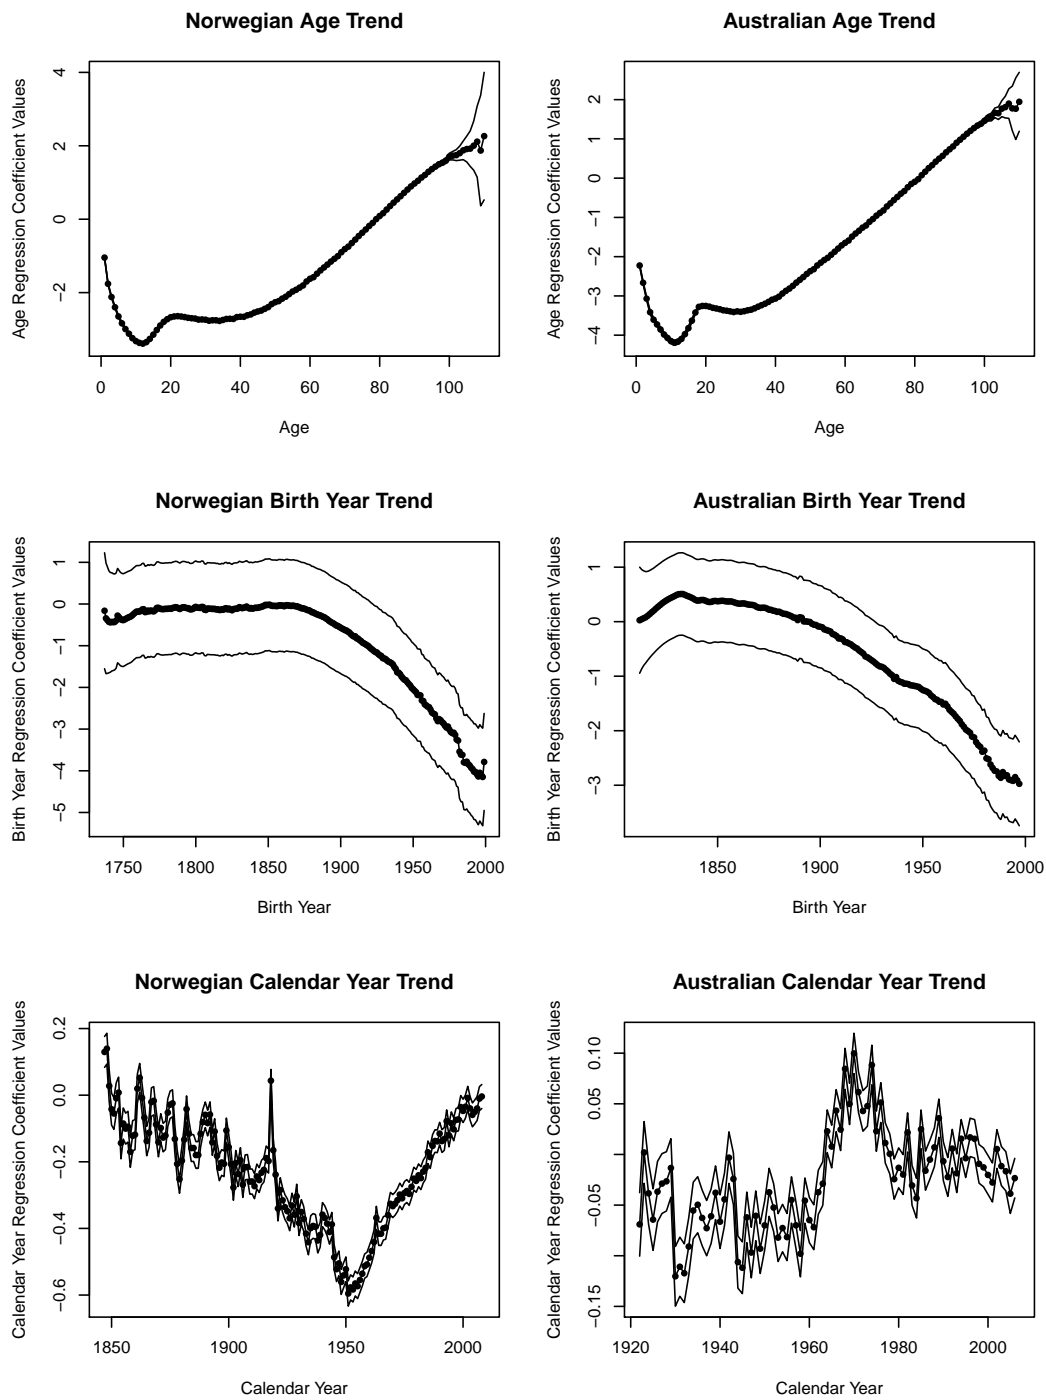 Norwegian Age Trend
Age Regression Coefficient Values
4
2
0
−2
0 20 40 60 80 100
Age
Australian Age Trend
Age Regression Coefficient Values
2
1
0
−1
−2
−3
−4
0 20 40 60 80 100
Age
Norwegian Birth Year Trend
Birth Year Regression Coefficient Values
1
0
−1
−2
−3
−4
−5
1750 1800 1850 1900 1950 2000
Birth Year
Australian Birth Year Trend
Birth Year Regression Coefficient Values
1
0
−1
−2
−3
1850 1900 1950 2000
Birth Year
Norwegian Calendar Year Trend
Calendar Year Regression Coefficient Values
0.2
0.0
−0.2
−0.4
−0.6
1850 1900 1950 2000
Calendar Year
Australian Calendar Year Trend
Calendar Year Regression Coefficient Values
0.10
0.05
−0.05
−0.15
1920 1940 1960 1980 2000
Calendar Year